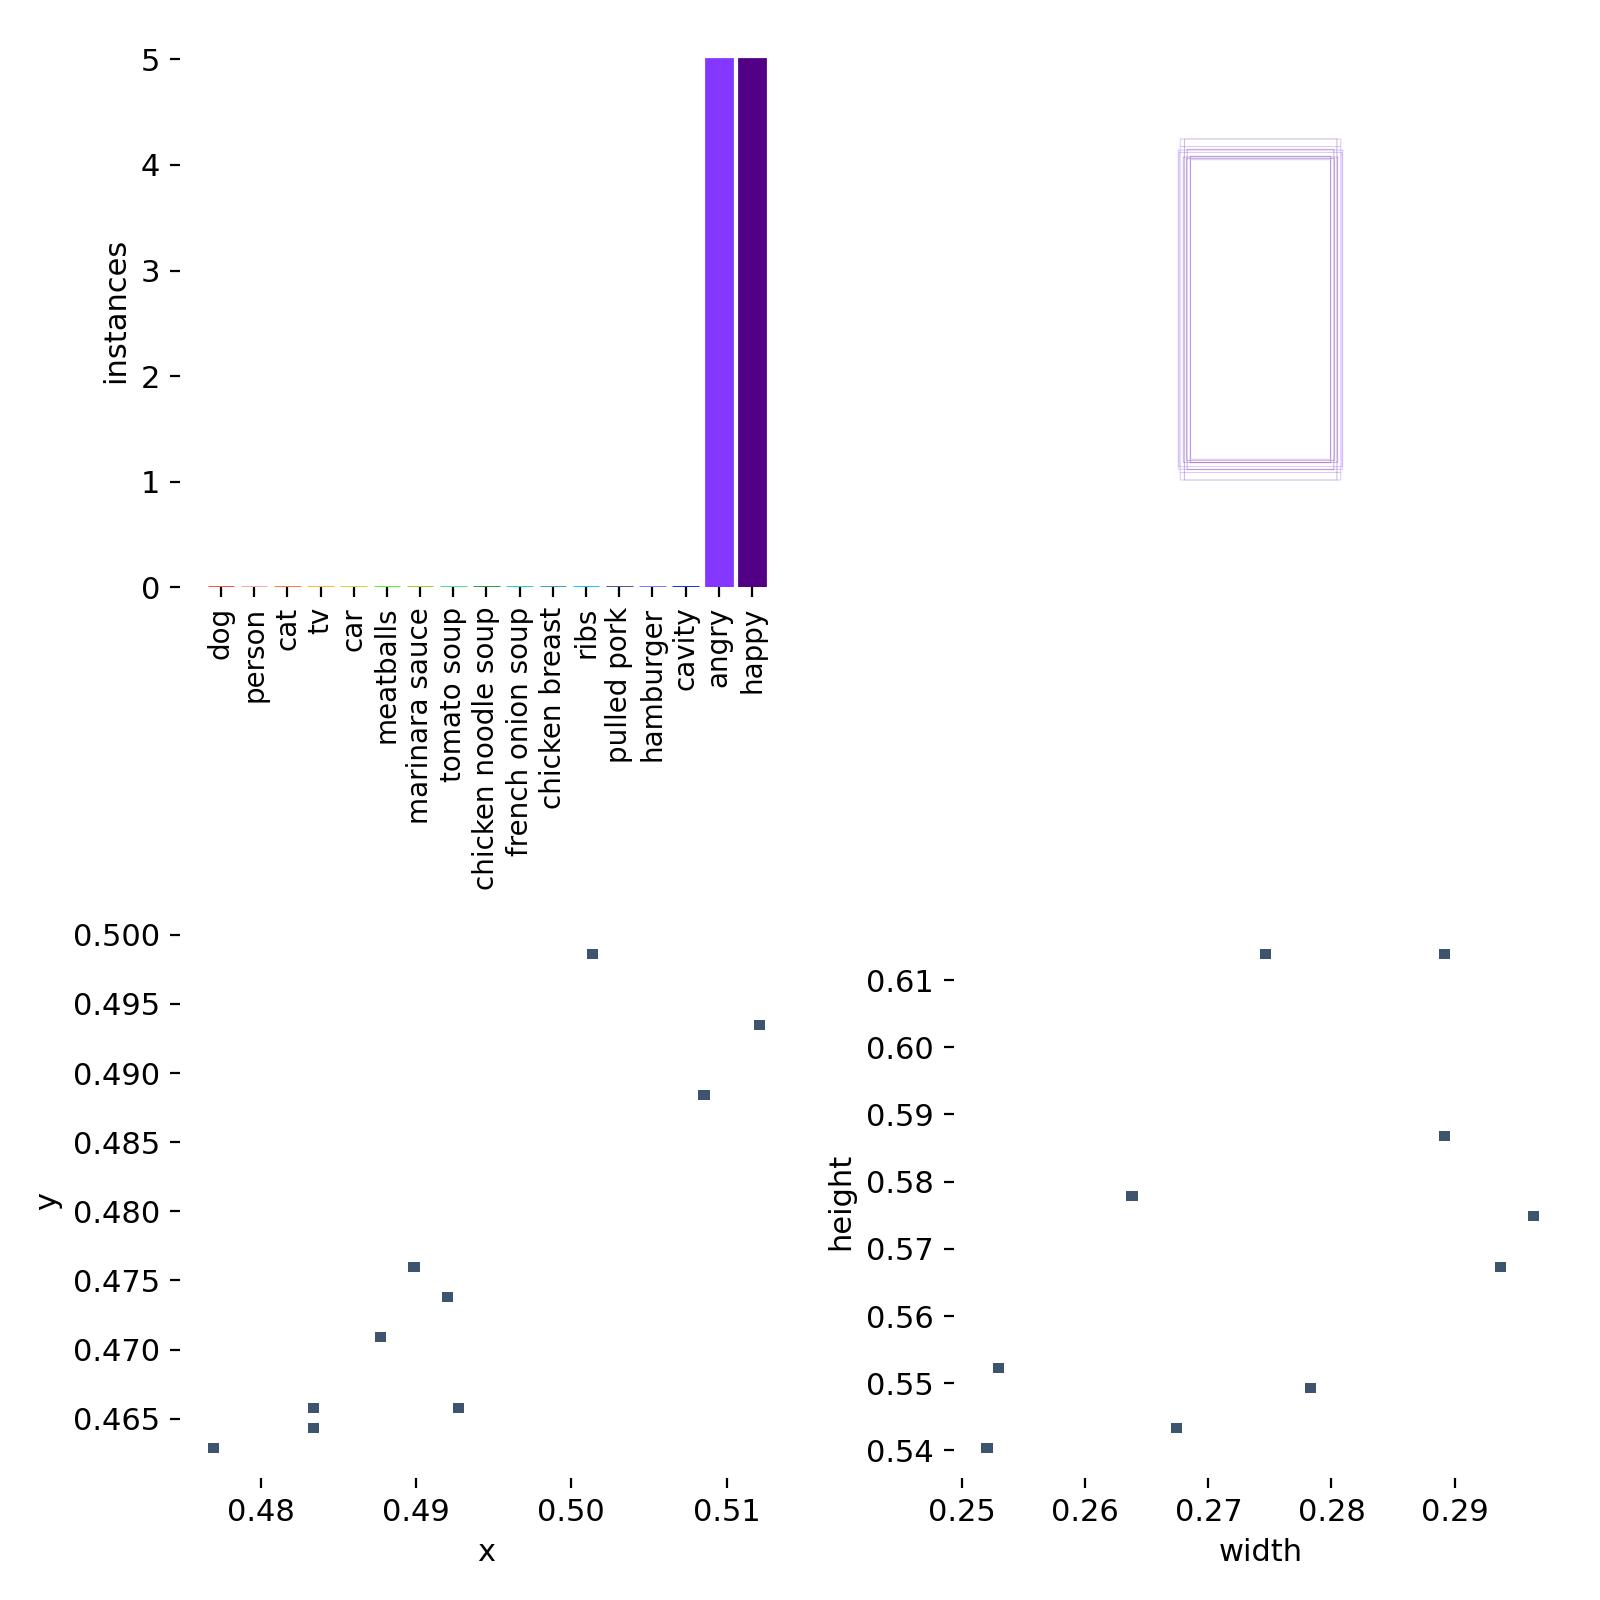 5
4
3
2
1
0
instances
dog
person
cat
tv
car
meatballs
marinara sauce
tomato soup
chicken noodle soup
french onion soup
chicken breast
ribs
pulled pork
hamburger
cavity
angry
happy
0.500
0.495
0.490
0.485
0.480
0.475
0.470
0.465
y
0.48 0.49 0.50 0.51
x
0.61
0.60
0.59
0.58
0.57
0.56
0.55
0.54
height
0.25 0.26 0.27 0.28 0.29
width